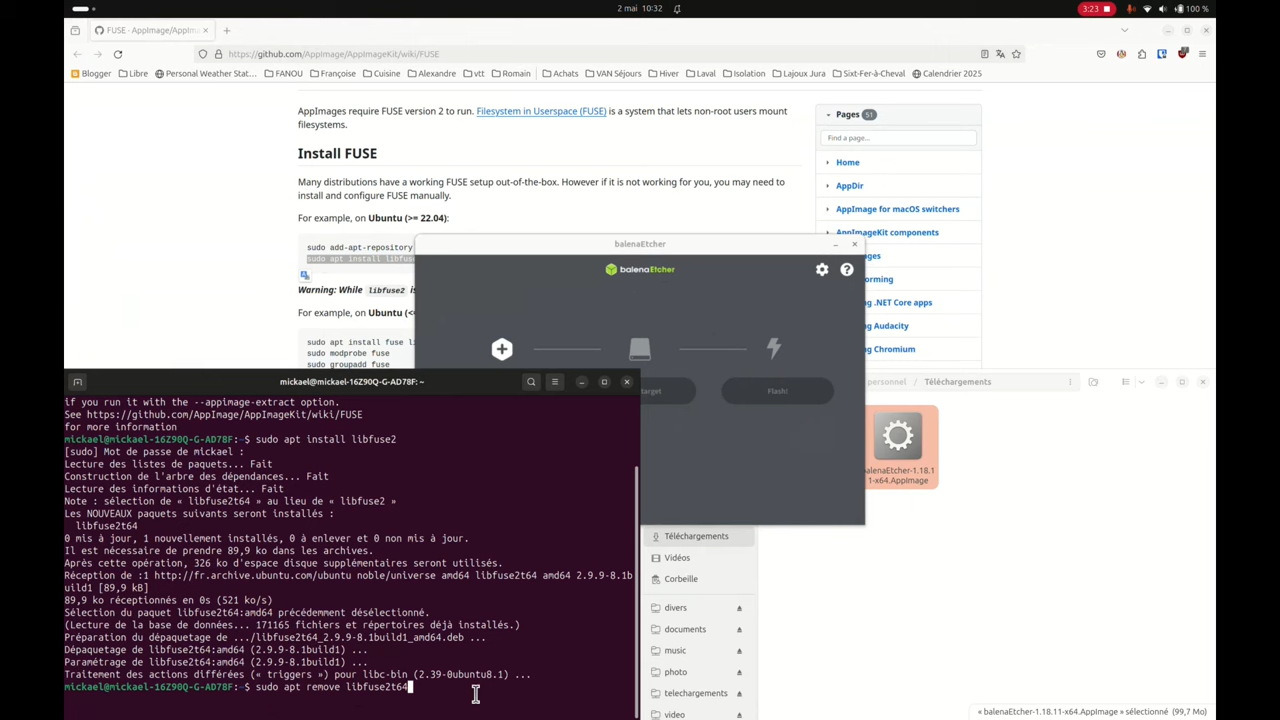 2 mai 10:32
3:23
100 %
FUSE · AppImage/AppIm
https://github.com/AppImage/AppImageKit/wiki/FUSE
Blogger
Libre
Personal Weather Stat…
FANOU
Françoise
Cuisine
Alexandre
vtt
Romain
Achats
VAN Séjours
Hiver
Laval
Isolation
Lajoux Jura
Sixt-Fer-à-Cheval
Calendrier 2025
AppImages require FUSE version 2 to run. Filesystem in Userspace (FUSE) is a system that lets non-root users mount
filesystems.
Install FUSE
Many distributions have a working FUSE setup out-of-the-box. However if it is not working for you, you may need to
install and configure FUSE manually.
For example, on Ubuntu (>= 22.04):
sudo add-apt-repository
sudo apt install libfus
Warning: While libfuse2 is
For example, on Ubuntu (<
sudo apt install fuse li
sudo modprobe fuse
sudo groupadd fuse
Pages 51
Find a page…
Home
AppDir
AppImage for macOS switchers
AppImageKit components
ages
orming
g .NET Core apps
g Audacity
g Chromium
balenaEtcher
balenaEtcher
target
Flash!
mickael@mickael-16Z90Q-G-AD78F: ~
if you run it with the --appimage-extract option.
See https://github.com/AppImage/AppImageKit/wiki/FUSE
for more information
mickael@mickael-16Z90Q-G-AD78F:~$ sudo apt install libfuse2
[sudo] Mot de passe de mickael :
Lecture des listes de paquets... Fait
Construction de l'arbre des dépendances... Fait
Lecture des informations d'état... Fait
Note : sélection de « libfuse2t64 » au lieu de « libfuse2 »
Les NOUVEAUX paquets suivants seront installés :
libfuse2t64
0 mis à jour, 1 nouvellement installés, 0 à enlever et 0 non mis à jour.
Il est nécessaire de prendre 89,9 ko dans les archives.
Après cette opération, 326 ko d'espace disque supplémentaires seront utilisés.
Réception de :1 http://fr.archive.ubuntu.com/ubuntu noble/universe amd64 libfuse2t64 amd64 2.9.9-8.1b
uild1 [89,9 kB]
89,9 ko réceptionnés en 0s (521 ko/s)
Sélection du paquet libfuse2t64:amd64 précédemment désélectionné.
(Lecture de la base de données... 171165 fichiers et répertoires déjà installés.)
Préparation du dépaquetage de .../libfuse2t64_2.9.9-8.1build1_amd64.deb ...
Dépaquetage de libfuse2t64:amd64 (2.9.9-8.1build1) ...
Paramétrage de libfuse2t64:amd64 (2.9.9-8.1build1) ...
Traitement des actions différées (« triggers ») pour libc-bin (2.39-0ubuntu8.1) ...
mickael@mickael-16Z90Q-G-AD78F:~$ sudo apt remove libfuse2t64
personnel / Téléchargements
balenaEtcher-1.18.1
1-x64.AppImage
Téléchargements
Vidéos
Corbeille
divers
documents
music
photo
telechargements
video
« balenaEtcher-1.18.11-x64.AppImage » sélectionné (99,7 Mo)